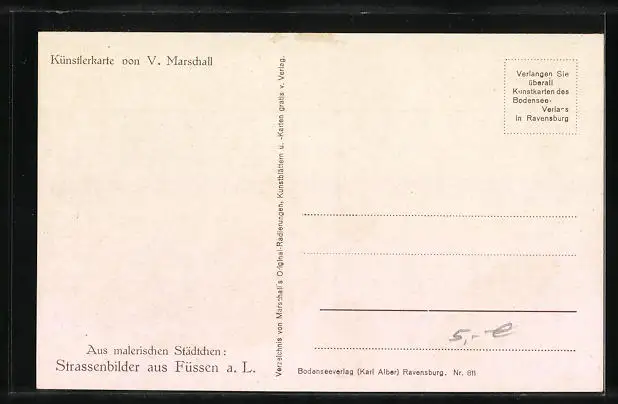 Künstlerkarte von V. Marschall
Verlangen Sie
überall
Kunstkarten des
Bodensee-
Verlags
in Ravensburg
Verzeichnis von Marschall's Original-Radierungen, Kunstblättern u. -Karten gratis v. Verlag.
5,- €
Aus malerischen Städtchen:
Strassenbilder aus Füssen a. L.
Bodenseeverlag (Karl Alber) Ravensburg. Nr. 811